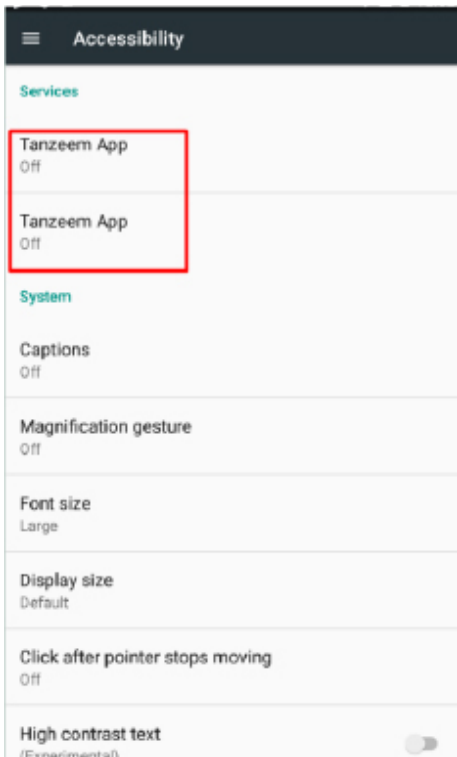 Accessibility
Services
Tanzeem App
Off
Tanzeem App
Off
System
Captions
Off
Magnification gesture
Off
Font size
Large
Display size
Default
Click after pointer stops moving
Off
High contrast text
(Experimental)